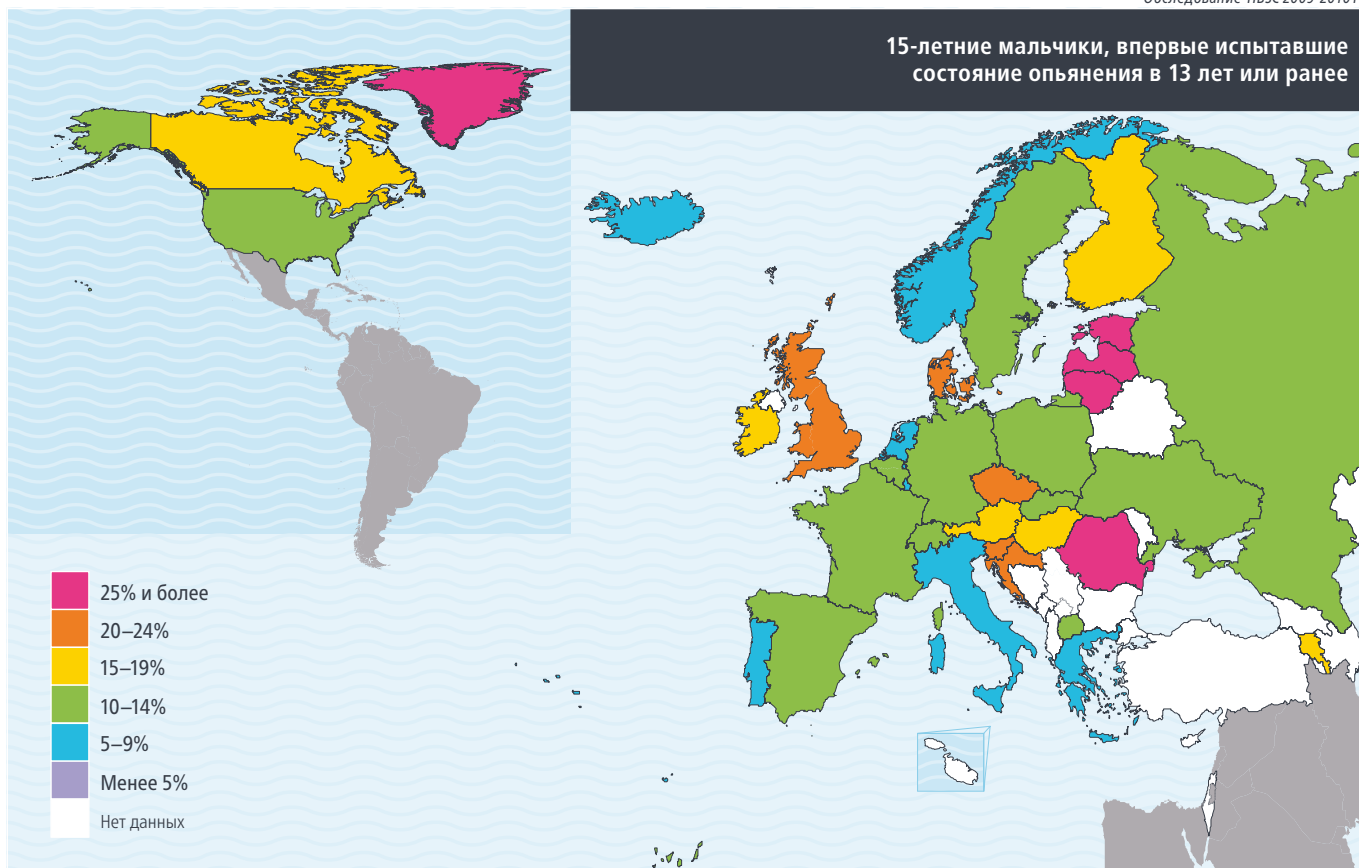 15-летние мальчики, впервые испытавшие
состояние опьянения в 13 лет или ранее
25% и более
20–24%
15–19%
10–14%
5–9%
Менее 5%
Нет данных